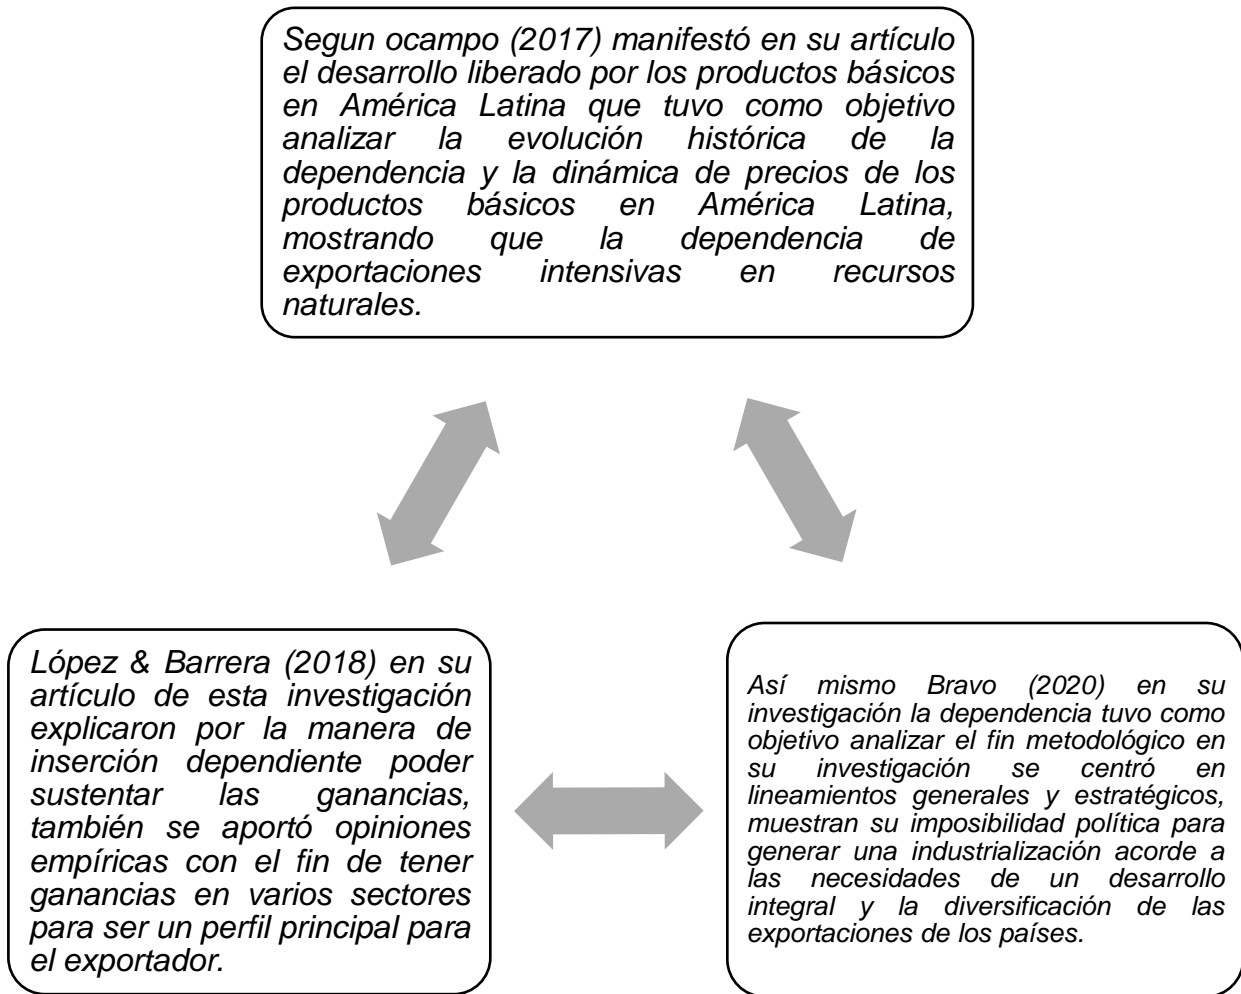 Segun ocampo (2017) manifestó en su artículo
el desarrollo liberado por los productos básicos
en América Latina que tuvo como objetivo
analizar la evolución histórica de la
dependencia y la dinámica de precios de los
productos básicos en América Latina,
mostrando que la dependencia de
exportaciones intensivas en recursos
naturales.
López & Barrera (2018) en su
artículo de esta investigación
explicaron por la manera de
inserción dependiente poder
sustentar las ganancias,
también se aportó opiniones
empíricas con el fin de tener
ganancias en varios sectores
para ser un perfil principal para
el exportador.
Así mismo Bravo (2020) en su
investigación la dependencia tuvo como
objetivo analizar el fin metodológico en
su investigación se centró en
lineamientos generales y estratégicos,
muestran su imposibilidad política para
generar una industrialización acorde a
las necesidades de un desarrollo
integral y la diversificación de las
exportaciones de los países.